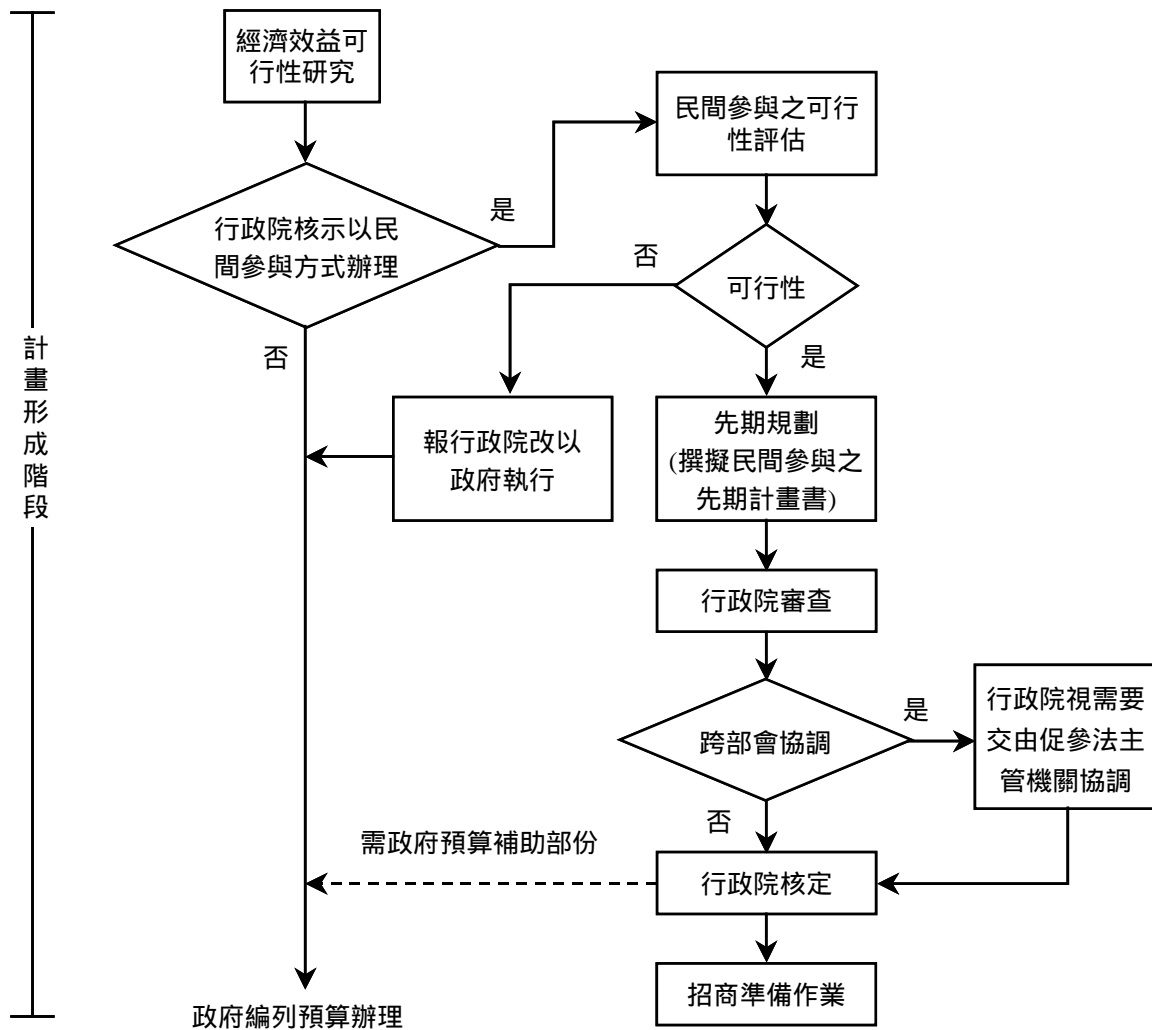 經濟效益可
行性研究
民間參與之可行
性評估
是
行政院核示以民
間參與方式辦理
否
可行性
否
是
計畫形成階段
報行政院改以
政府執行
先期規劃
(撰擬民間參與之
先期計畫書)
行政院審查
是
跨部會協調
行政院視需要
交由促參法主
管機關協調
否
需政府預算補助部份
行政院核定
招商準備作業
政府編列預算辦理